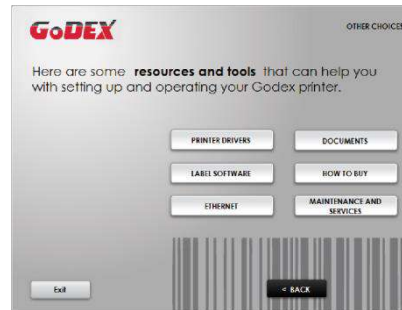 GoDEX
OTHER CHOICES
Here are some resources and tools that can help you
with setting up and operating your Godex printer.
PRINTER DRIVERS
DOCUMENTS
LABEL SOFTWARE
HOW TO BUY
ETHERNET
MAINTENANCE AND
SERVICES
Exit
< BACK